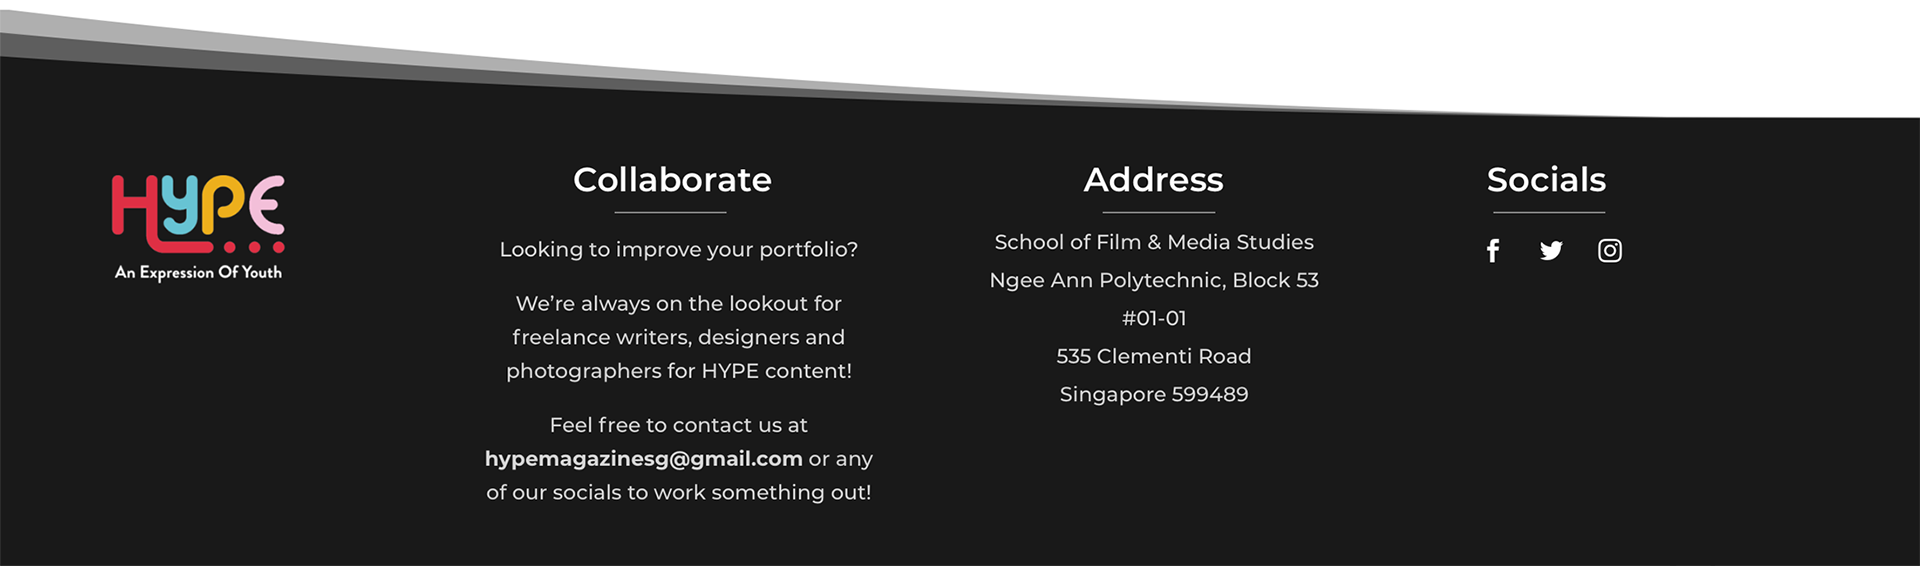 HYPE
An Expression Of Youth
Collaborate
Looking to improve your portfolio?
We’re always on the lookout for
freelance writers, designers and
photographers for HYPE content!
Feel free to contact us at
hypemagazinesg@gmail.com or any
of our socials to work something out!
Address
School of Film & Media Studies
Ngee Ann Polytechnic, Block 53
#01-01
535 Clementi Road
Singapore 599489
Socials